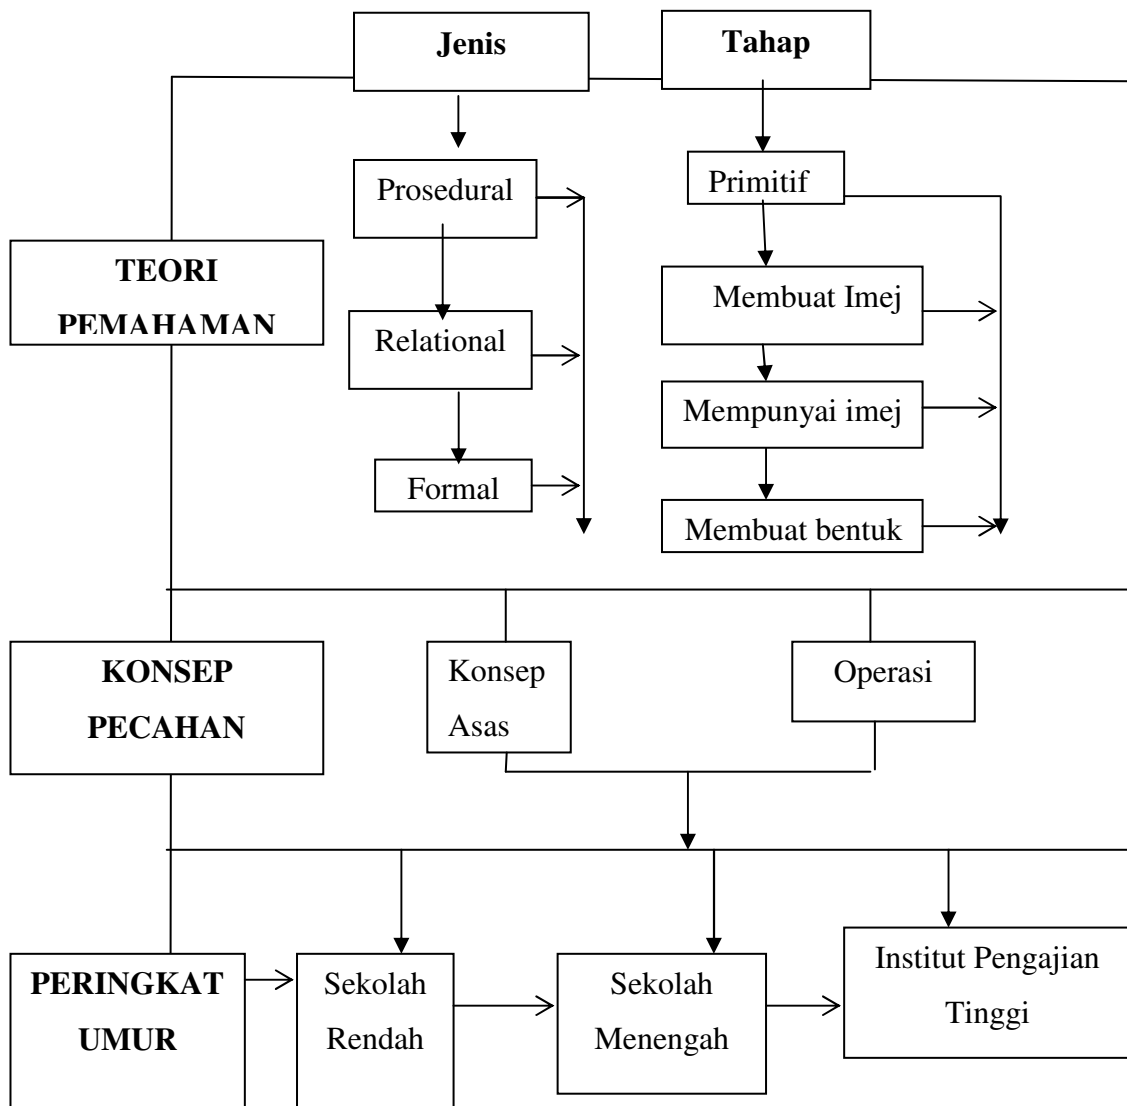 Jenis
Tahap
Prosedural
Primitif
TEORI
PEMAHAMAN
Membuat Imej
Relational
Mempunyai imej
Formal
Membuat bentuk
KONSEP
PECAHAN
Konsep
Asas
Operasi
PERINGKAT
UMUR
Sekolah
Rendah
Sekolah
Menengah
Institut Pengajian
Tinggi